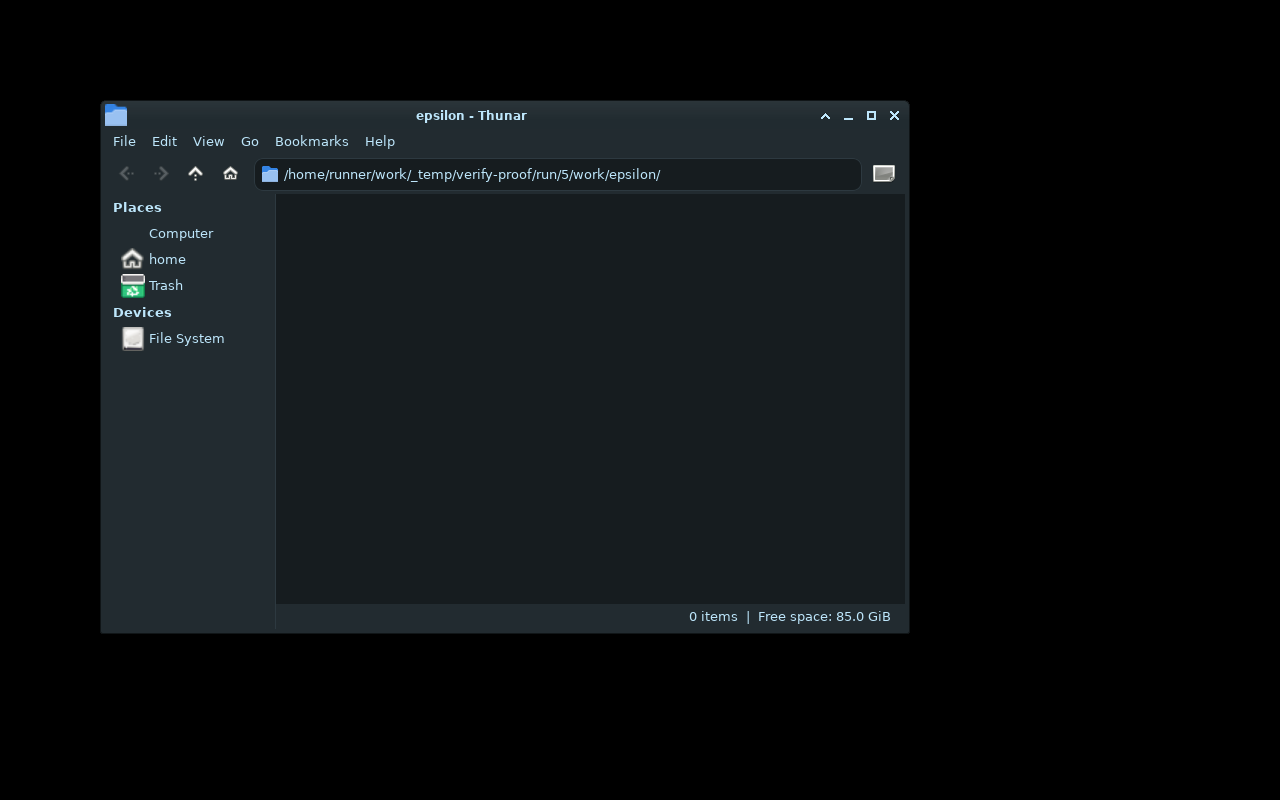 epsilon - Thunar
File Edit View Go Bookmarks Help
/home/runner/work/_temp/verify-proof/run/5/work/epsilon/
Places
Computer
home
Trash
Devices
File System
0 items | Free space: 85.0 GiB